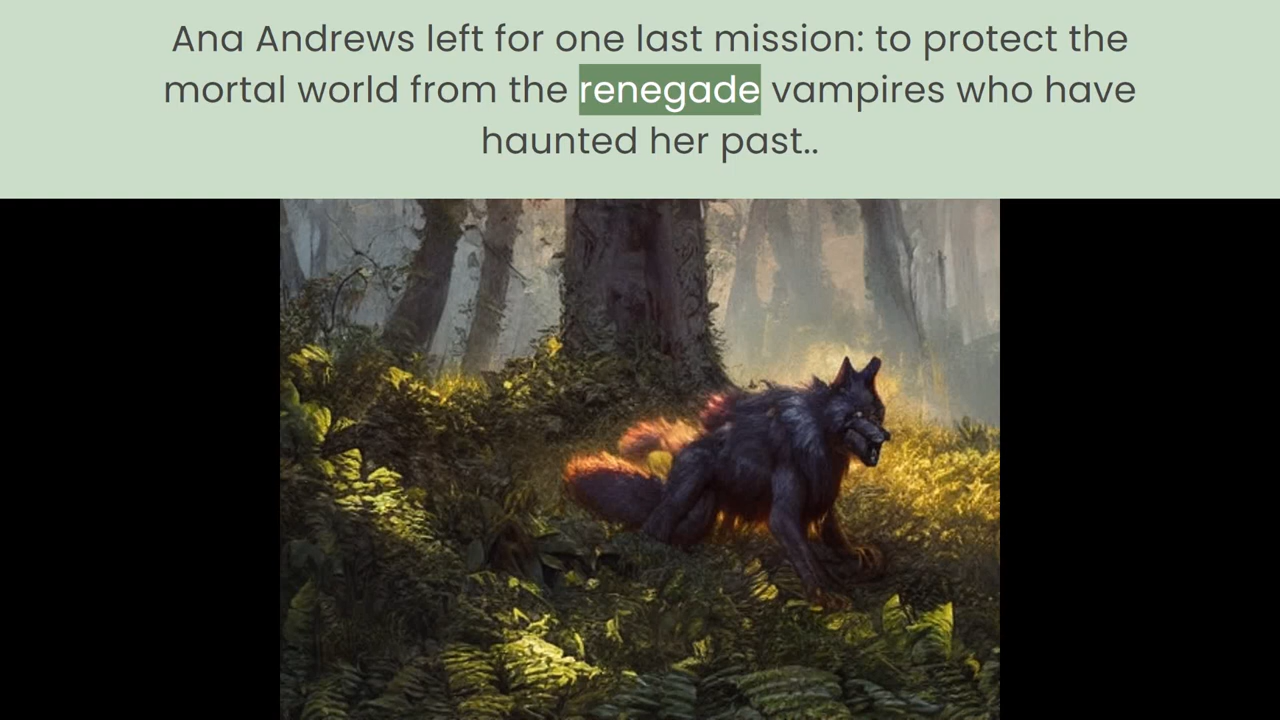 Ana Andrews left for one last mission: to protect the
mortal world from the renegade vampires who have
haunted her past..